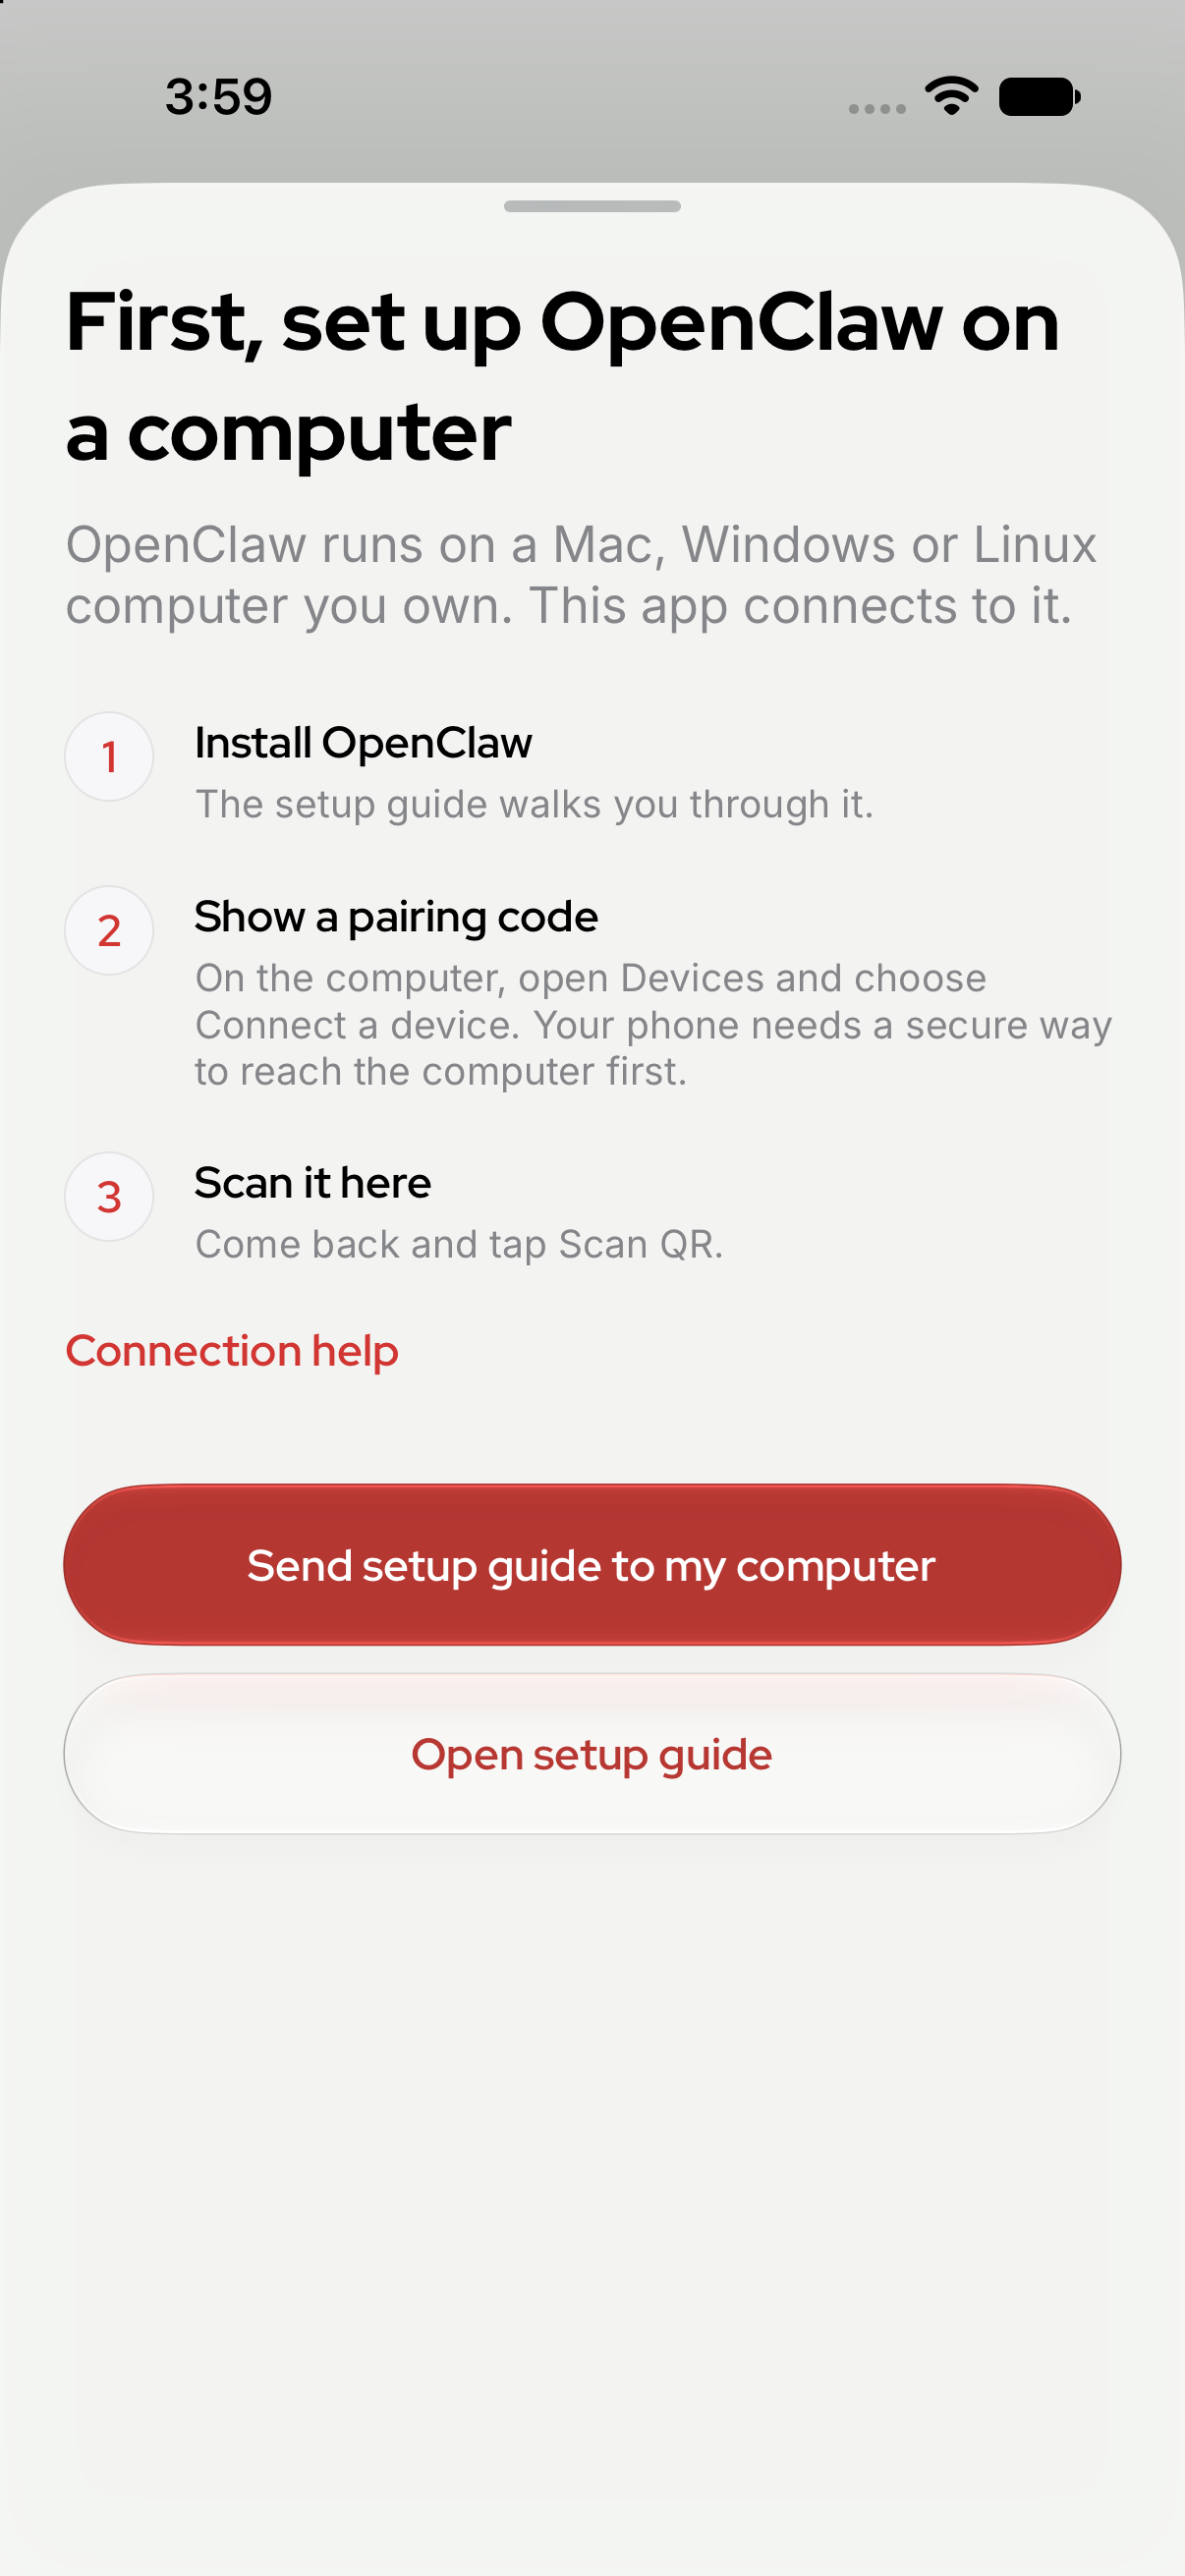 3:59
First, set up OpenClaw on
a computer
OpenClaw runs on a Mac, Windows or Linux
computer you own. This app connects to it.
1
Install OpenClaw
The setup guide walks you through it.
2
Show a pairing code
On the computer, open Devices and choose
Connect a device. Your phone needs a secure way
to reach the computer first.
3
Scan it here
Come back and tap Scan QR.
Connection help
Send setup guide to my computer
Open setup guide